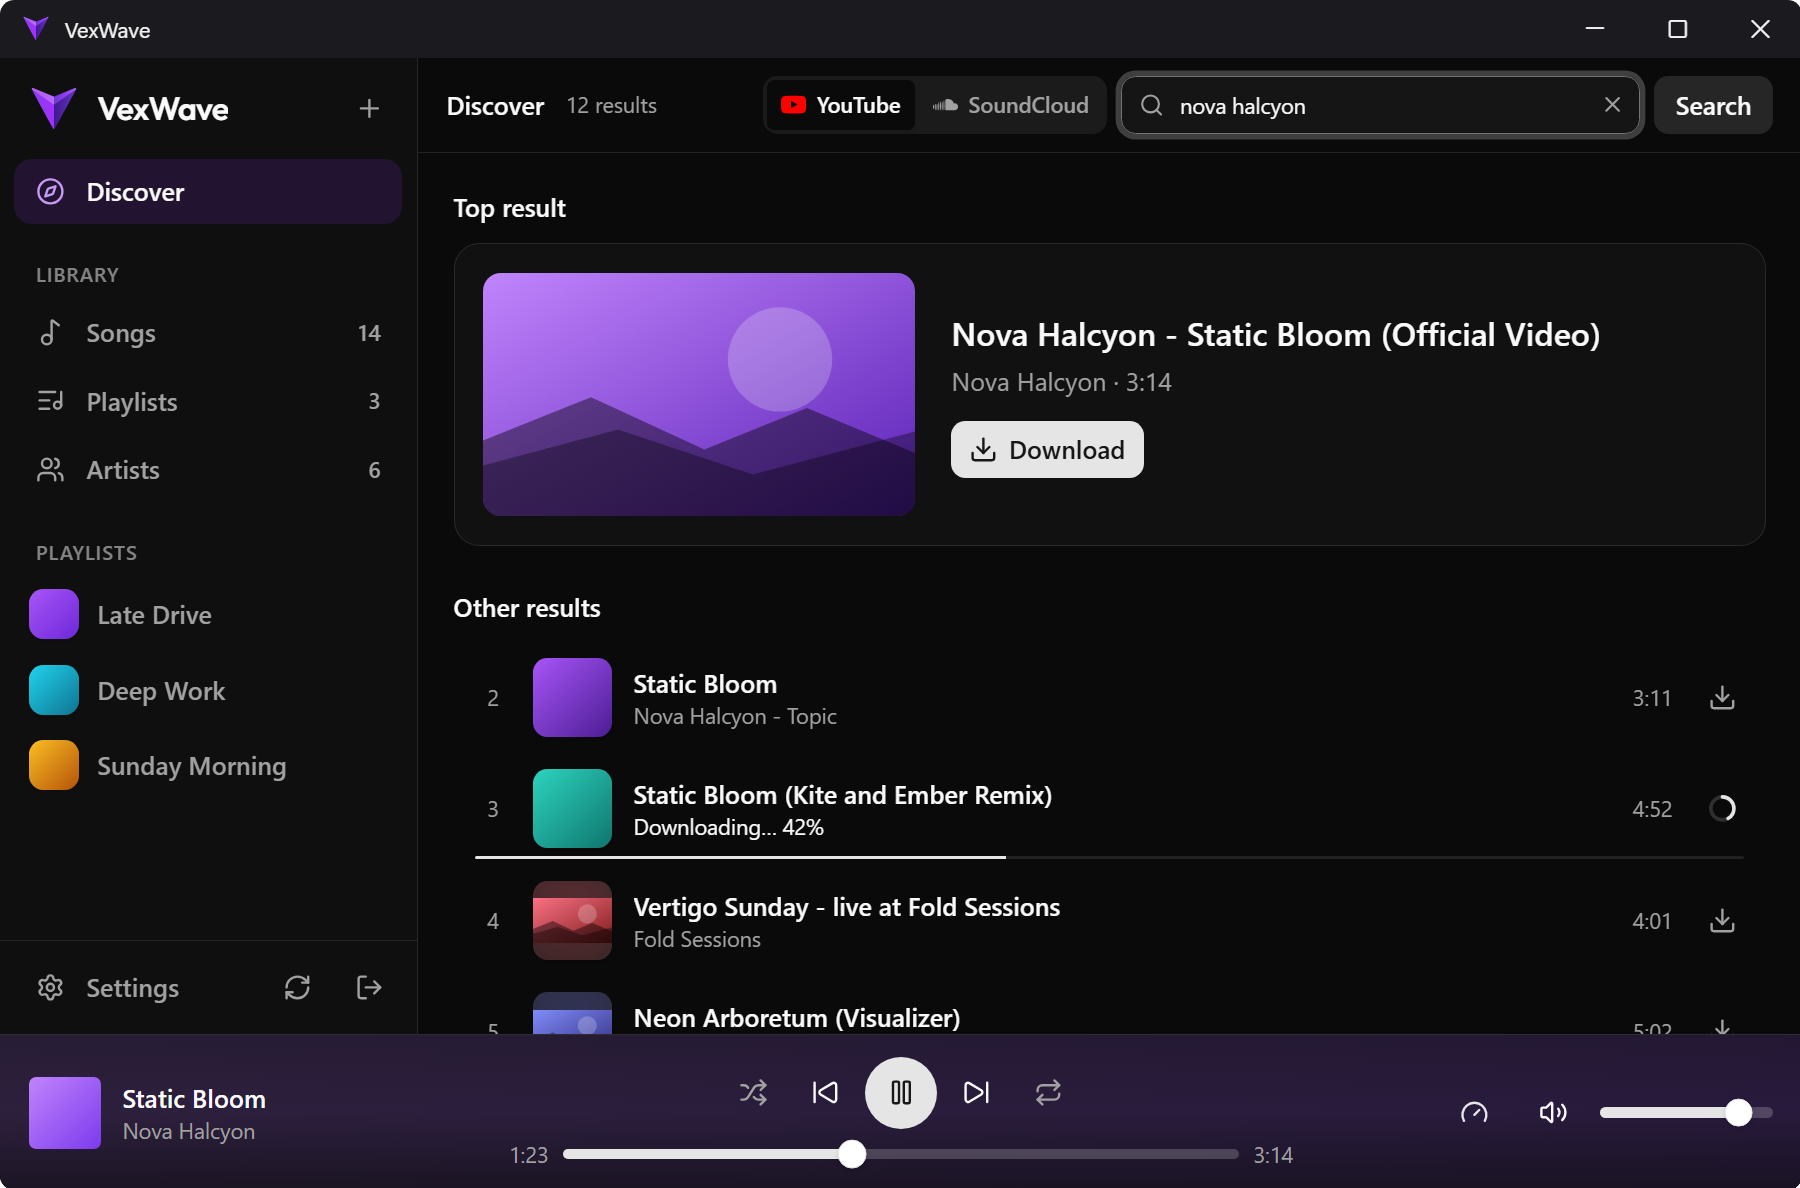 VexWave
VexWave
Discover
LIBRARY
Songs 14
Playlists 3
Artists 6
PLAYLISTS
Late Drive
Deep Work
Sunday Morning
Settings
Discover 12 results YouTube SoundCloud nova halcyon Search
Top result
Nova Halcyon - Static Bloom (Official Video)
Nova Halcyon · 3:14
Download
Other results
2 Static Bloom 3:11
Nova Halcyon - Topic
3 Static Bloom (Kite and Ember Remix) 4:52
Downloading... 42%
4 Vertigo Sunday - live at Fold Sessions 4:01
Fold Sessions
5 Neon Arboretum (Visualizer) 5:02
Static Bloom
Nova Halcyon
1:23 3:14